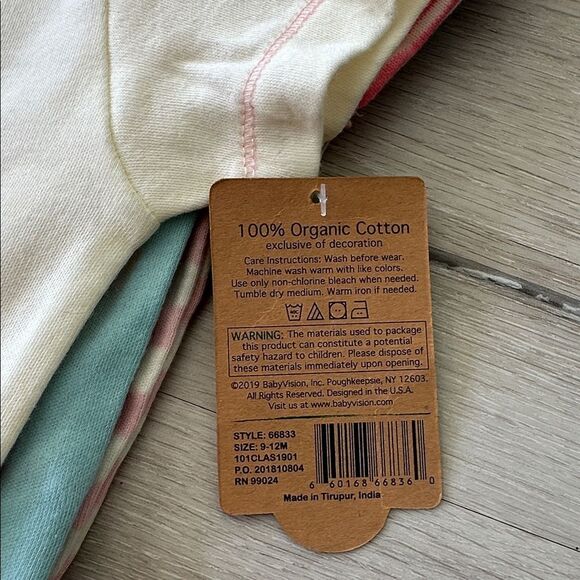 100% Organic Cotton
exclusive of decoration
Care Instructions: Wash before wear.
Machine wash warm with like colors.
Use only non-chlorine bleach when needed.
Tumble dry medium. Warm iron if needed.
WARNING: The materials used to package
this product can constitute a potential
safety hazard to children. Please dispose of
these materials immediately upon opening.
©2019 BabyVision, Inc. Poughkeepsie, NY 12603.
All Rights Reserved. Designed in the U.S.A.
Visit us at www.babyvision.com
STYLE: 66833
SIZE: 9-12M
101CLAS1901
P.O. 201810804
RN 99024
6 60168 66836 0
Made in Tirupur, India